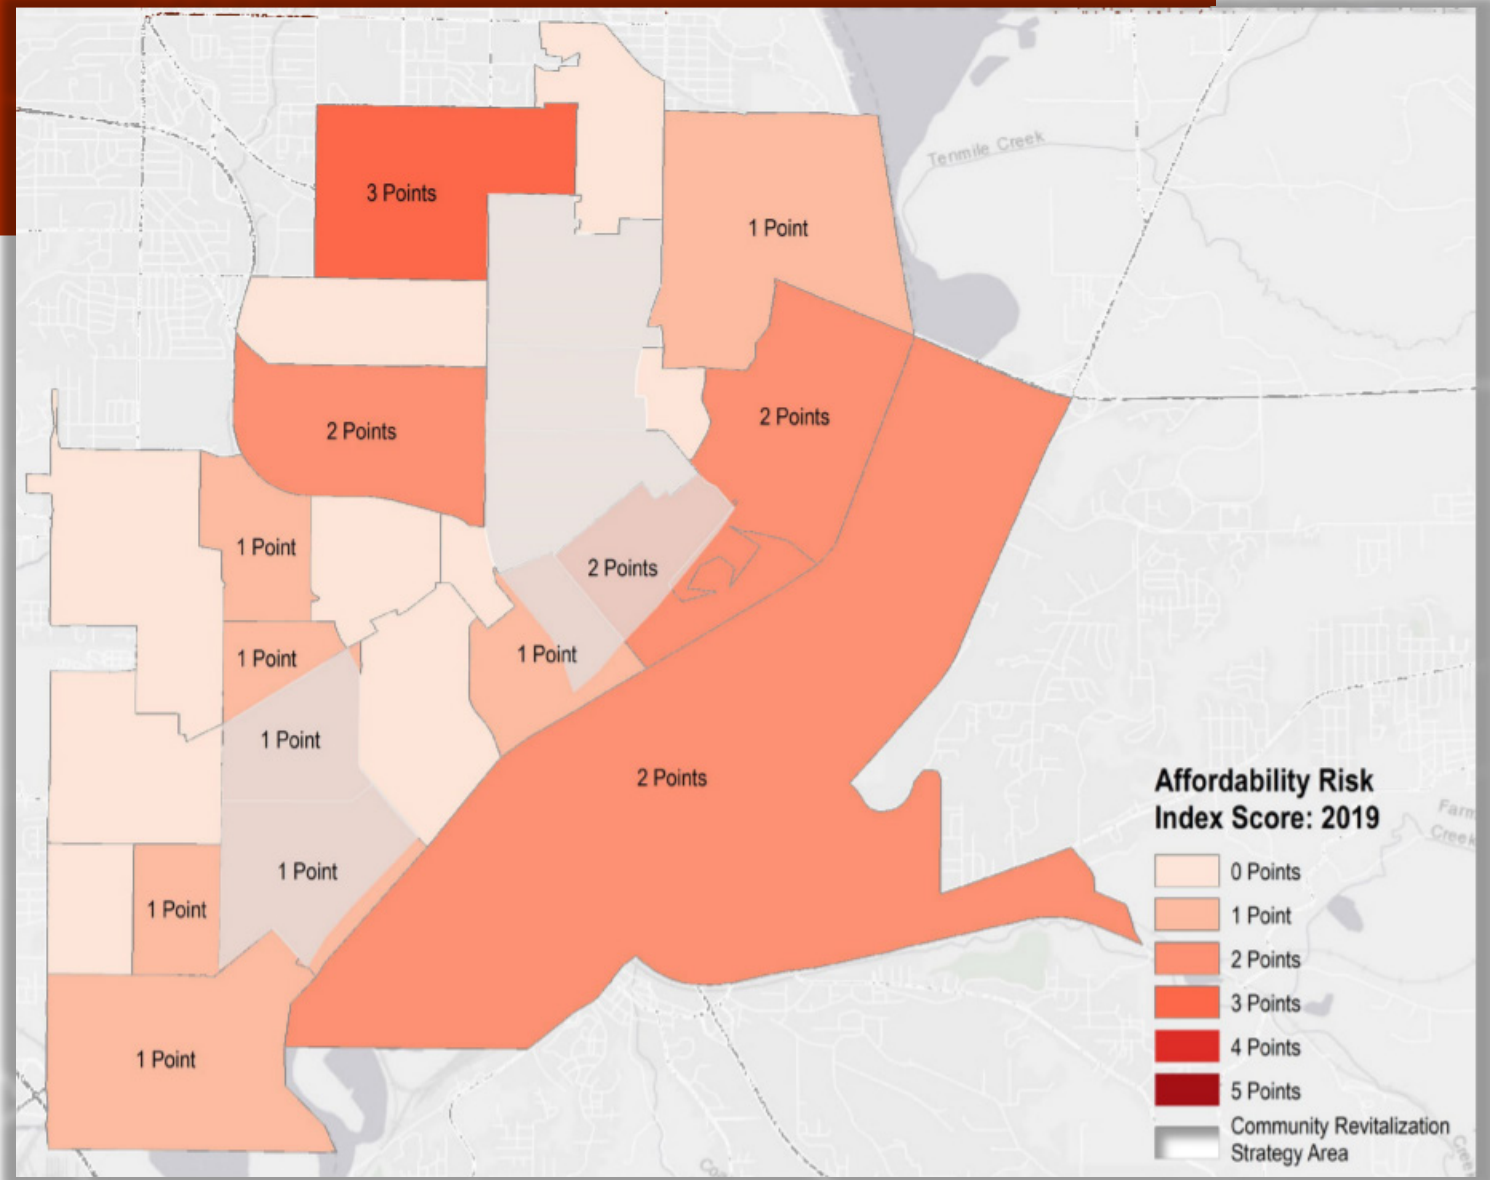 Tenmile Creek
3 Points
1 Point
2 Points
2 Points
1 Point
2 Points
1 Point
1 Point
1 Point
2 Points
1 Point
1 Point
1 Point
Affordability Risk
Index Score: 2019
Farm
Creek
0 Points
1 Point
2 Points
3 Points
4 Points
5 Points
Community Revitalization
Strategy Area